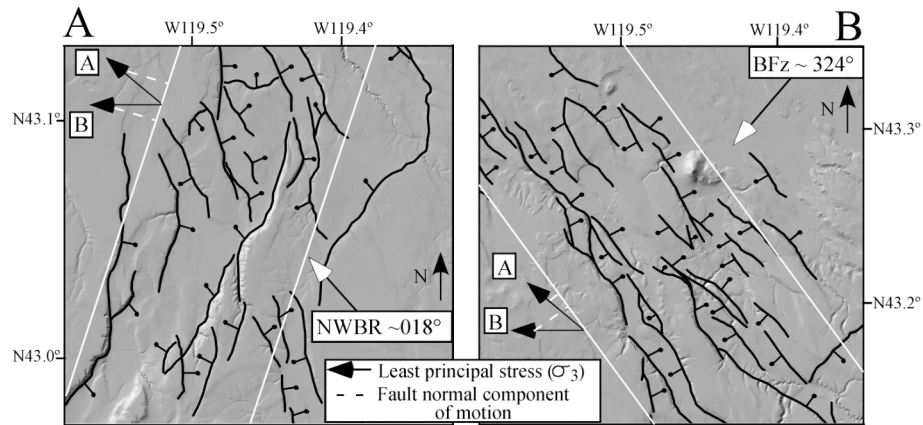 A
W119.5°
W119.4°
A
B
N43.1°
N
NWBR ~018°
N43.0°
W119.5°
W119.4°
B
BFz ~ 324°
N
N43.3°
A
B
N43.2°
Least principal stress (σ3)
Fault normal component
of motion